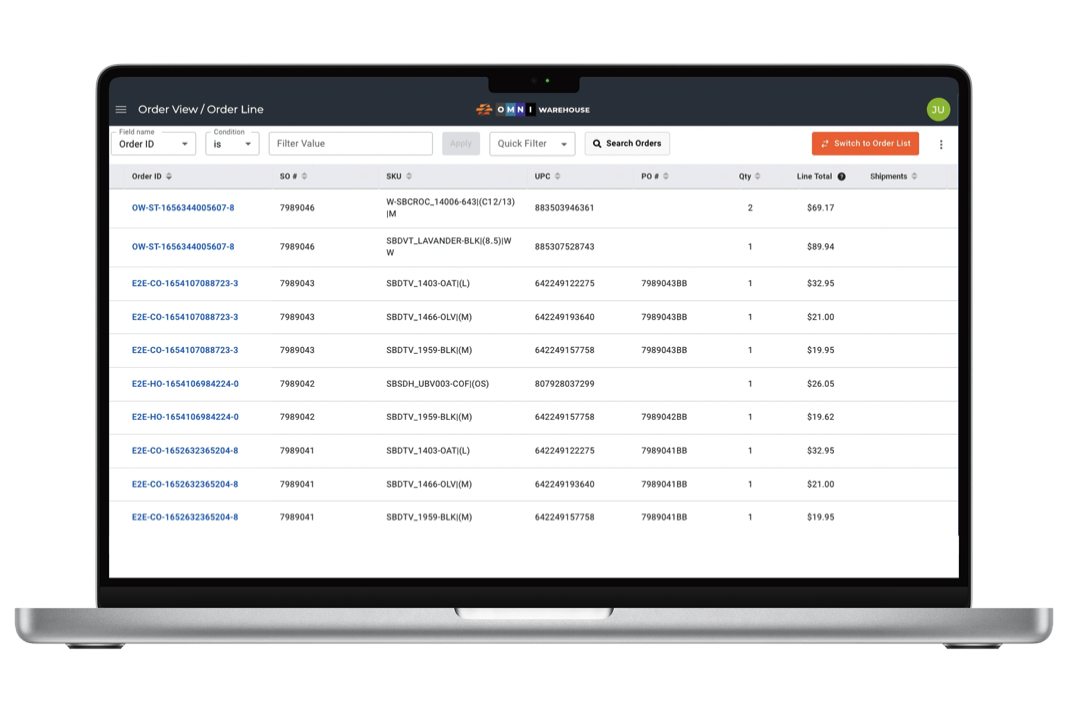 Order View / Order Line
OMNI WAREHOUSE
JU
Field name
Order ID
Condition
is
Filter Value
Apply
Quick Filter
Search Orders
Switch to Order List
Order ID SO # SKU UPC PO # Qty Line Total ? Shipments
OW-ST-1656344005607-8 7989046 W-SBCROC_14006-643|(C12/13) 883503946361 2 $69.17
|M
OW-ST-1656344005607-8 7989046 SBDVT_LAVANDER-BLK|(8.5)|W 885307528743 1 $89.94
W
E2E-CO-1654107088723-3 7989043 SBDTV_1403-OAT|(L) 642249122275 7989043BB 1 $32.95
E2E-CO-1654107088723-3 7989043 SBDTV_1466-OLV|(M) 642249193640 7989043BB 1 $21.00
E2E-CO-1654107088723-3 7989043 SBDTV_1959-BLK|(M) 642249157758 7989043BB 1 $19.95
E2E-HO-1654106984224-0 7989042 SBSDH_UBV003-COF|(OS) 807928037299 1 $26.05
E2E-HO-1654106984224-0 7989042 SBDTV_1959-BLK|(M) 642249157758 7989042BB 1 $19.62
E2E-CO-1652632365204-8 7989041 SBDTV_1403-OAT|(L) 642249122275 7989041BB 1 $32.95
E2E-CO-1652632365204-8 7989041 SBDTV_1466-OLV|(M) 642249193640 7989041BB 1 $21.00
E2E-CO-1652632365204-8 7989041 SBDTV_1959-BLK|(M) 642249157758 7989041BB 1 $19.95